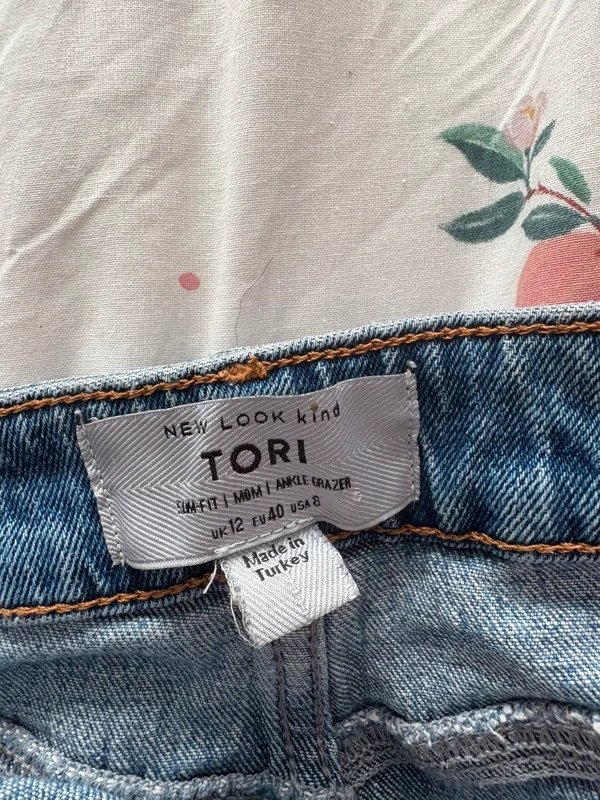 NEW LOOK kind
TORI
SLIM-FIT | MOM | ANKLE GRAZER
UK 12 EU 40 USA 8
Made in
Turkey